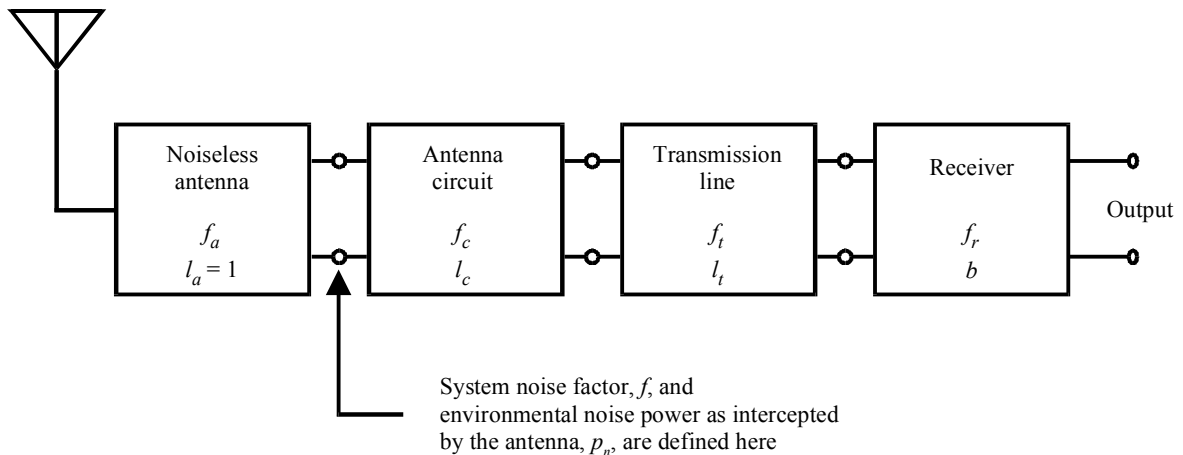 Noiseless
antenna
f_a
l_a = 1
Antenna
circuit
f_c
l_c
Transmission
line
f_t
l_t
Receiver
f_r
b
Output
System noise factor, f, and
environmental noise power as intercepted
by the antenna, p_n, are defined here